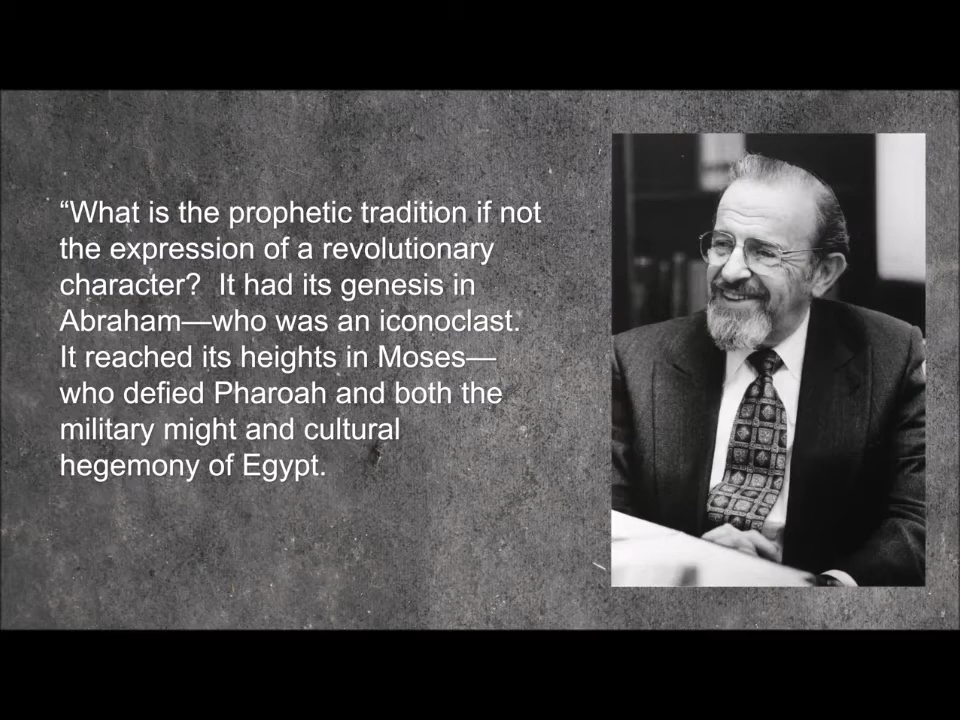 “What is the prophetic tradition if not
the expression of a revolutionary
character?  It had its genesis in
Abraham—who was an iconoclast.
It reached its heights in Moses—
who defied Pharoah and both the
military might and cultural
hegemony of Egypt.